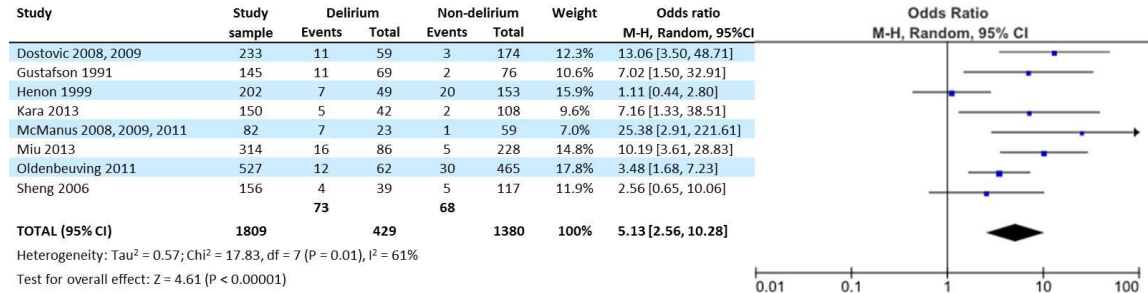 Study Study Delirium Non-delirium Weight Odds ratio Odds Ratio
sample Events Total Events Total M-H, Random, 95%CI M-H, Random, 95% CI
Dostovic 2008, 2009 233 11 59 3 174 12.3% 13.06 [3.50, 48.71]
Gustafson 1991 145 11 69 2 76 10.6% 7.02 [1.50, 32.91]
Henon 1999 202 7 49 20 153 15.9% 1.11 [0.44, 2.80]
Kara 2013 150 5 42 2 108 9.6% 7.16 [1.33, 38.51]
McManus 2008, 2009, 2011 82 7 23 1 59 7.0% 25.38 [2.91, 221.61]
Miu 2013 314 16 86 5 228 14.8% 10.19 [3.61, 28.83]
Oldenbeuving 2011 527 12 62 30 465 17.8% 3.48 [1.68, 7.23]
Sheng 2006 156 4 39 5 117 11.9% 2.56 [0.65, 10.06]
73 68
TOTAL (95% CI) 1809 429 1380 100% 5.13 [2.56, 10.28]
Heterogeneity: Tau² = 0.57; Chi² = 17.83, df = 7 (P = 0.01), I² = 61%
Test for overall effect: Z = 4.61 (P < 0.00001)
0.01 0.1 1 10 100